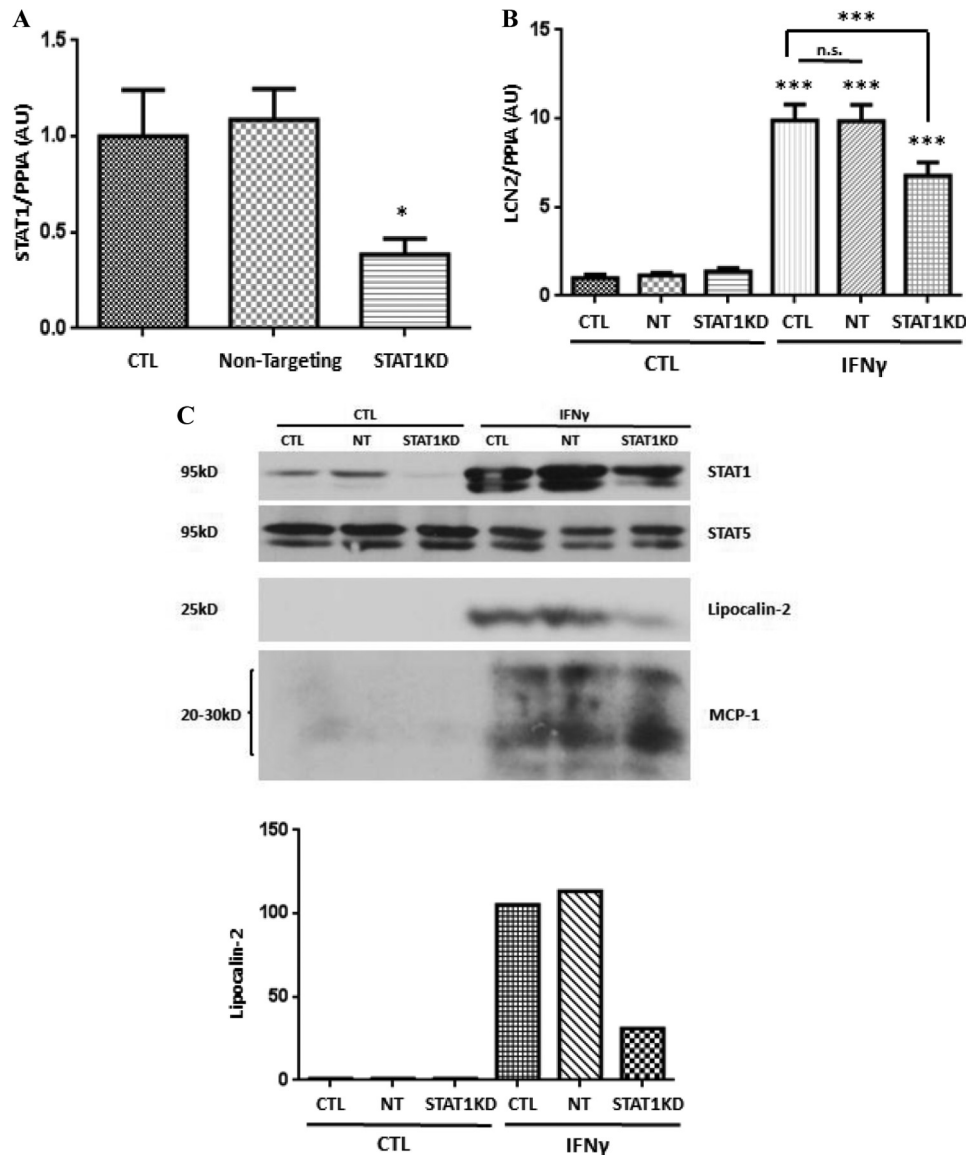 A
STAT1/PPIA (AU)
1.5
1.0
0.5
0.0
*
CTL Non-Targeting STAT1KD
B
LCN2/PPIA (AU)
15
10
5
0
***
n.s.
*** *** ***
CTL NT STAT1KD CTL NT STAT1KD
CTL IFNγ
C
CTL IFNγ
CTL NT STAT1KD CTL NT STAT1KD
95kD STAT1
95kD STAT5
25kD Lipocalin-2
20-30kD MCP-1
Lipocalin-2
150
100
50
0
CTL NT STAT1KD CTL NT STAT1KD
CTL IFNγ